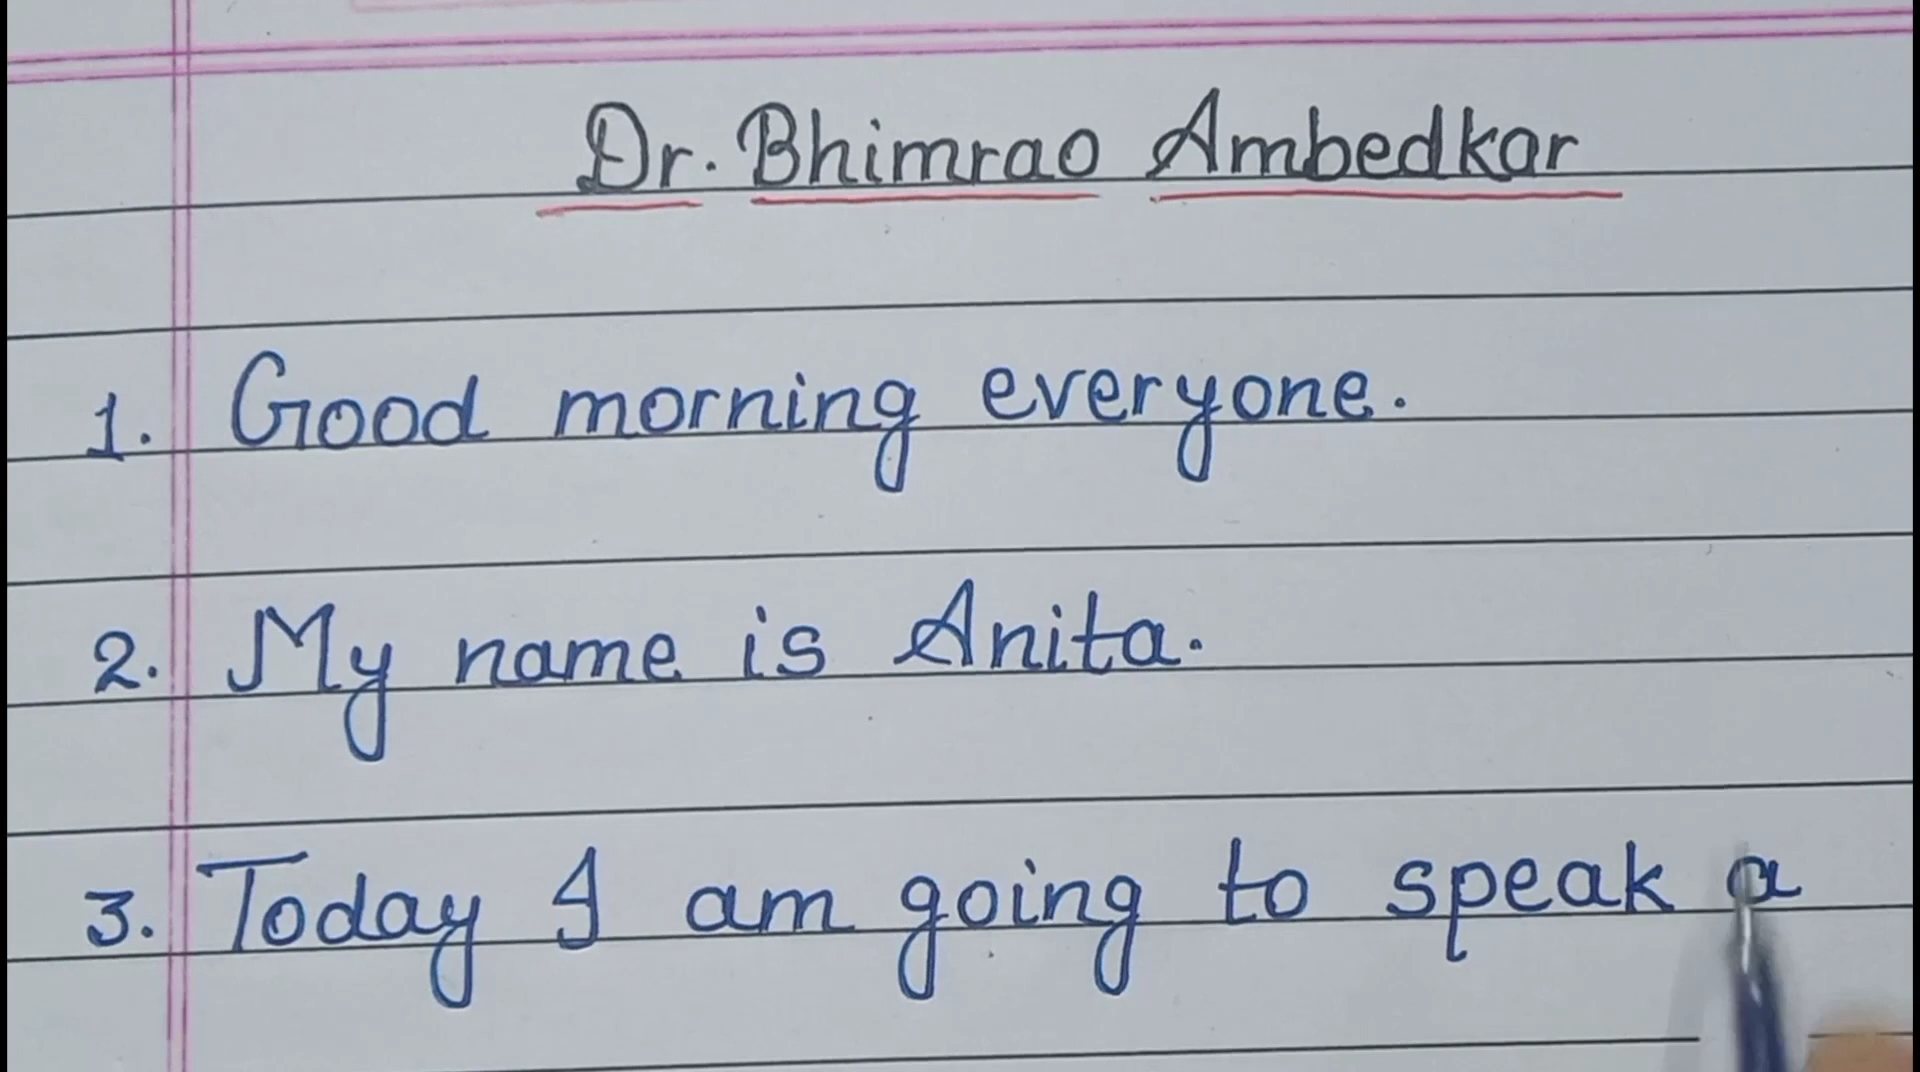 Dr. Bhimrao Ambedkar
1. Good morning everyone.
2. My name is Anita.
3. Today I am going to speak a